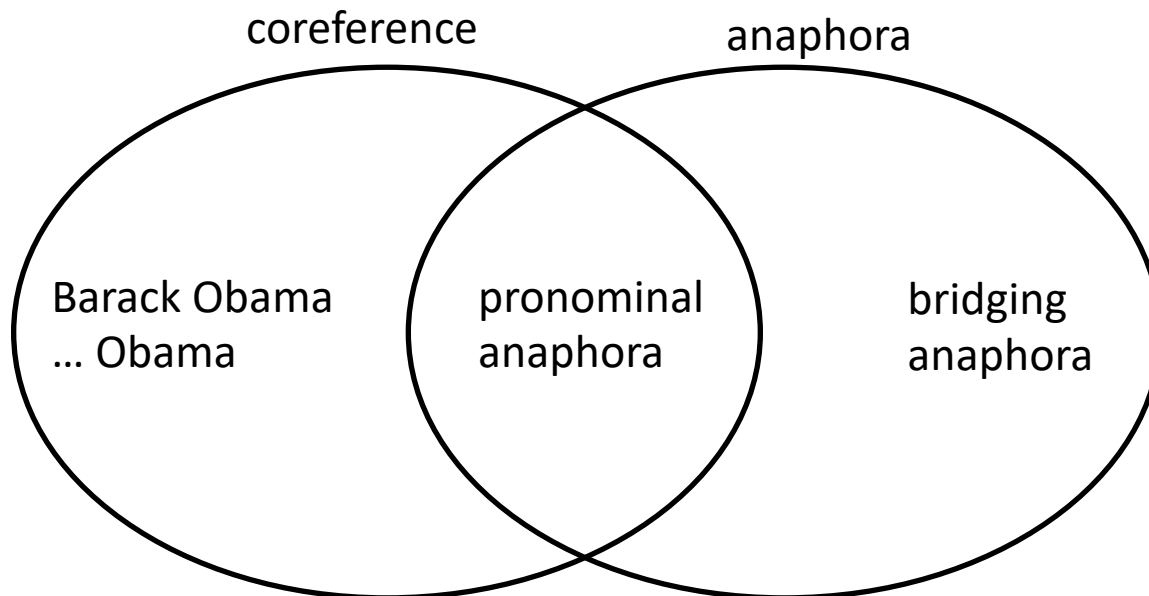 coreference
anaphora
Barack Obama
... Obama
pronominal
anaphora
bridging
anaphora